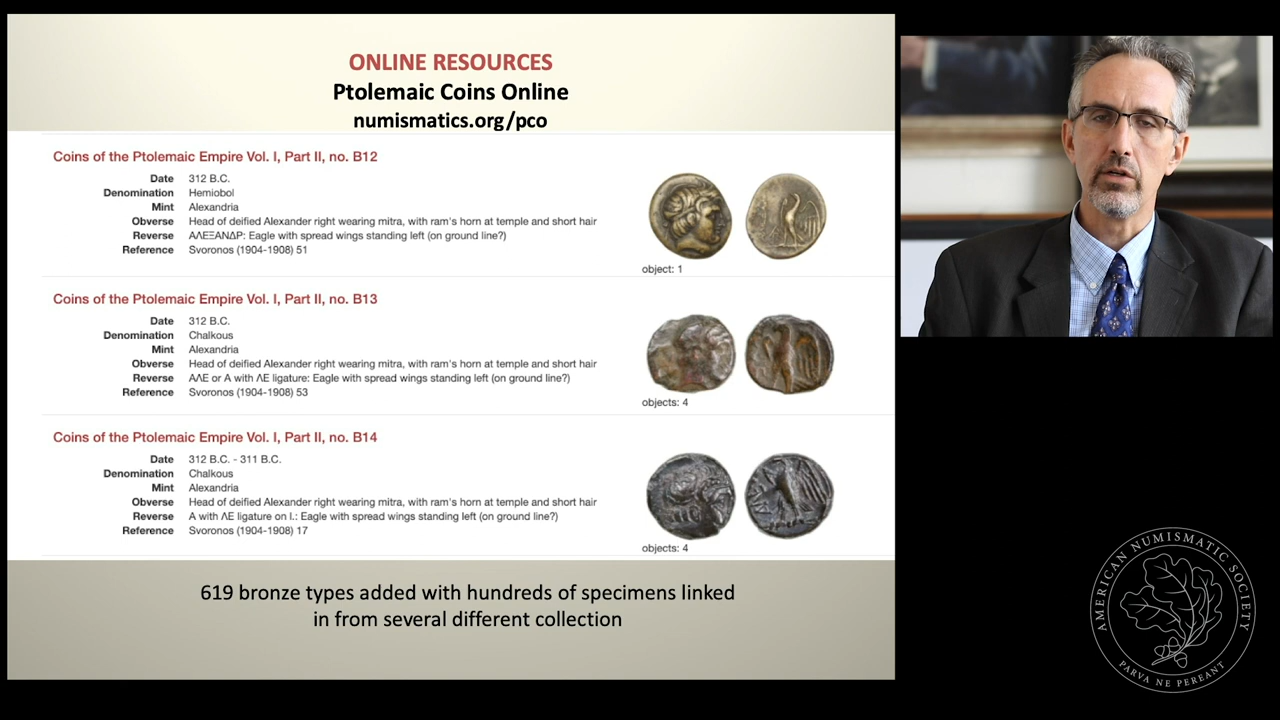 ONLINE RESOURCES
Ptolemaic Coins Online
numismatics.org/pco
Coins of the Ptolemaic Empire Vol. I, Part II, no. B12
Date 312 B.C.
Denomination Hemiobol
Mint Alexandria
Obverse Head of deified Alexander right wearing mitra, with ram's horn at temple and short hair
Reverse ΑΛΕΞΑΝΔΡ: Eagle with spread wings standing left (on ground line?)
Reference Svoronos (1904-1908) 51
object: 1
Coins of the Ptolemaic Empire Vol. I, Part II, no. B13
Date 312 B.C.
Denomination Chalkous
Mint Alexandria
Obverse Head of deified Alexander right wearing mitra, with ram's horn at temple and short hair
Reverse ΑΛΕ or Α with ΛΕ ligature: Eagle with spread wings standing left (on ground line?)
Reference Svoronos (1904-1908) 53
objects: 4
Coins of the Ptolemaic Empire Vol. I, Part II, no. B14
Date 312 B.C. - 311 B.C.
Denomination Chalkous
Mint Alexandria
Obverse Head of deified Alexander right wearing mitra, with ram's horn at temple and short hair
Reverse Α with ΛΕ ligature on l.: Eagle with spread wings standing left (on ground line?)
Reference Svoronos (1904-1908) 17
objects: 4
619 bronze types added with hundreds of specimens linked
in from several different collection
AMERICAN NUMISMATIC SOCIETY
PARVA NE PEREANT